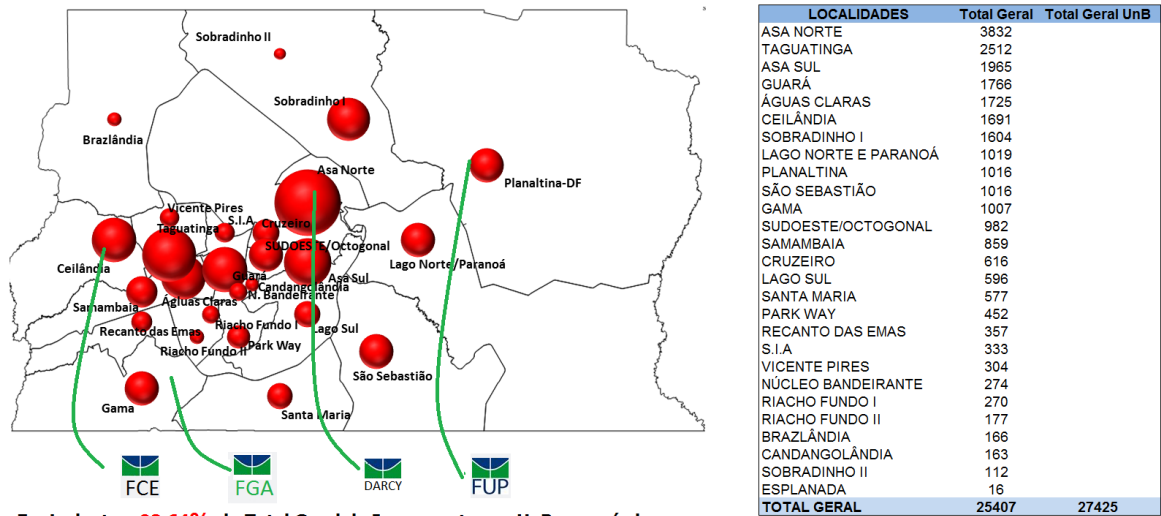 Sobradinho II
Sobradinho I
Brazlândia
Asa Norte
Planaltina-DF
Vicente Pires
S.I.A.
Cruzeiro
Taguatinga
SUDOESTE/Octogonal
Lago Norte/Paranoá
Ceilândia
Guará
Asa Sul
Candangolândia
N. Bandeirante
Samambaia
Águas Claras
Riacho Fundo I
Lago Sul
Recanto das Emas
Park Way
Riacho Fundo II
São Sebastião
Gama
Santa Maria
FCE
FGA
DARCY
FUP
LOCALIDADES Total Geral Total Geral UnB
ASA NORTE 3832
TAGUATINGA 2512
ASA SUL 1965
GUARÁ 1766
ÁGUAS CLARAS 1725
CEILÂNDIA 1691
SOBRADINHO I 1604
LAGO NORTE E PARANOÁ 1019
PLANALTINA 1016
SÃO SEBASTIÃO 1016
GAMA 1007
SUDOESTE/OCTOGONAL 982
SAMAMBAIA 859
CRUZEIRO 616
LAGO SUL 596
SANTA MARIA 577
PARK WAY 452
RECANTO DAS EMAS 357
S.I.A 333
VICENTE PIRES 304
NÚCLEO BANDEIRANTE 274
RIACHO FUNDO I 270
RIACHO FUNDO II 177
BRAZLÂNDIA 166
CANDANGOLÂNDIA 163
SOBRADINHO II 112
ESPLANADA 16
TOTAL GERAL 25407 27425